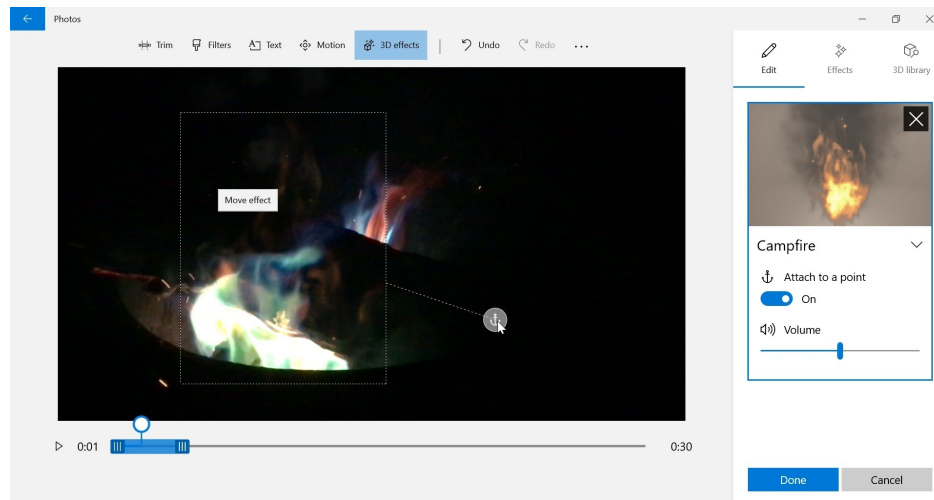 Photos
Trim Filters Text Motion 3D effects Undo Redo ...
Edit Effects 3D library
Move effect
Campfire
Attach to a point
On
Volume
0:01 0:30
Done Cancel